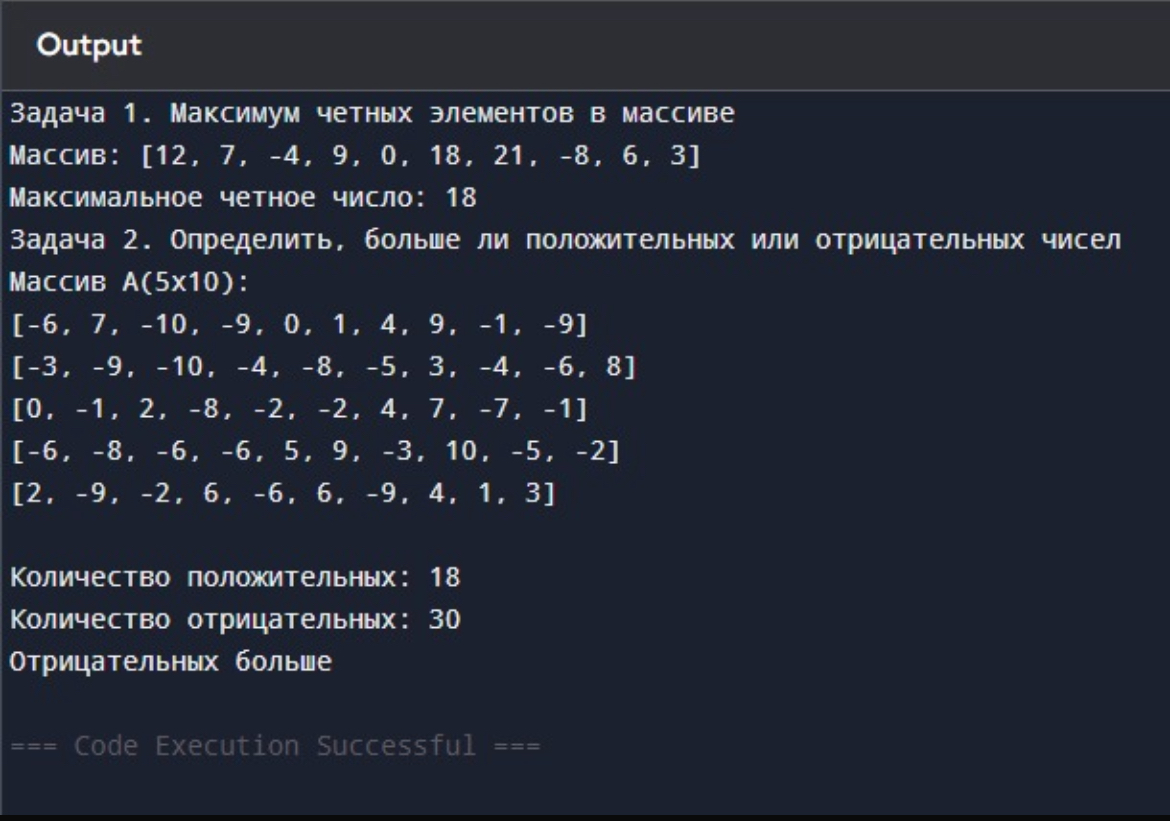 Output
Задача 1. Максимум четных элементов в массиве
Массив: [12, 7, -4, 9, 0, 18, 21, -8, 6, 3]
Максимальное четное число: 18
Задача 2. Определить, больше ли положительных или отрицательных чисел
Массив A(5x10):
[-6, 7, -10, -9, 0, 1, 4, 9, -1, -9]
[-3, -9, -10, -4, -8, -5, 3, -4, -6, 8]
[0, -1, 2, -8, -2, -2, 4, 7, -7, -1]
[-6, -8, -6, -6, 5, 9, -3, 10, -5, -2]
[2, -9, -2, 6, -6, 6, -9, 4, 1, 3]
Количество положительных: 18
Количество отрицательных: 30
Отрицательных больше
=== Code Execution Successful ===